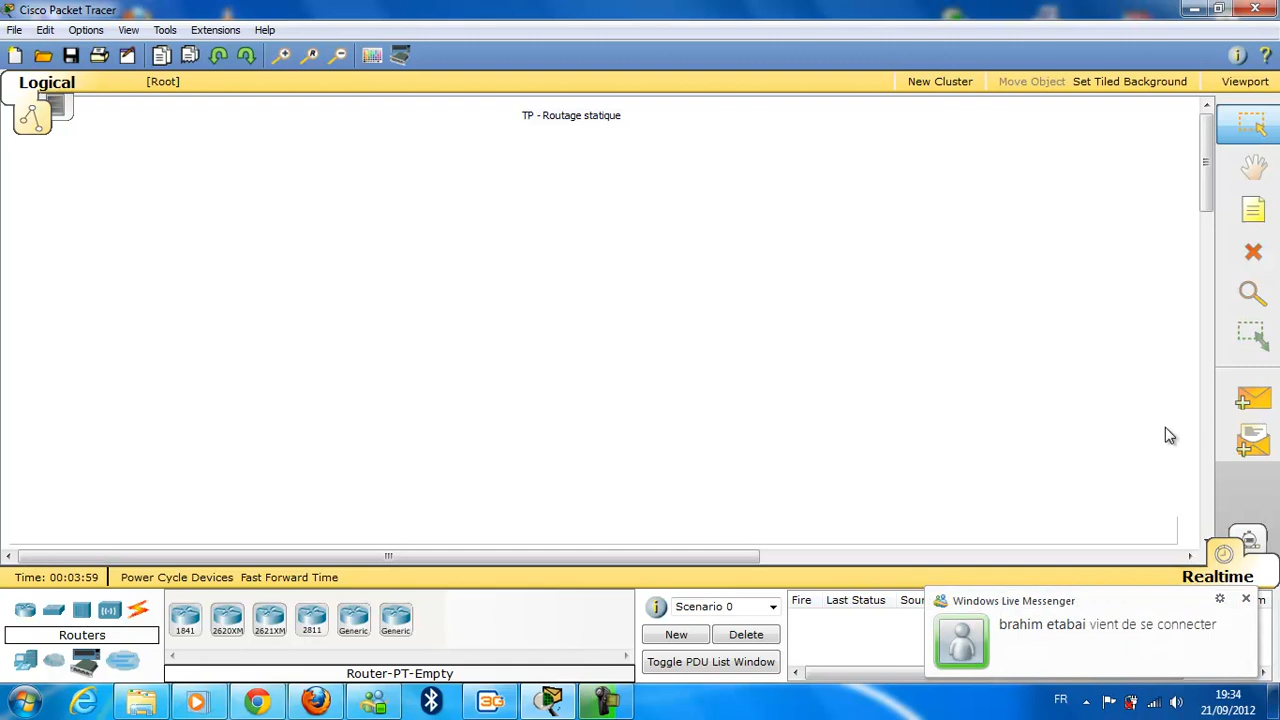 Cisco Packet Tracer
File Edit Options View Tools Extensions Help
Logical [Root] New Cluster Move Object Set Tiled Background Viewport
TP - Routage statique
Time: 00:03:59 Power Cycle Devices Fast Forward Time Realtime
Routers
1841 2620XM 2621XM 2811 Generic Generic
Router-PT-Empty
Scenario 0
New Delete
Toggle PDU List Window
Fire Last Status Sour
Windows Live Messenger
brahim etabai vient de se connecter
3G
FR
19:34
21/09/2012